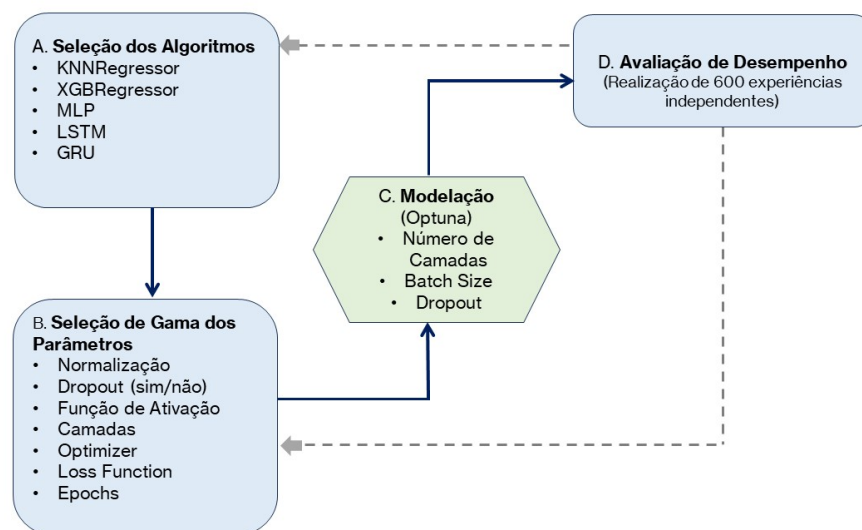 A. Seleção dos Algoritmos
• KNNRegressor
• XGBRegressor
• MLP
• LSTM
• GRU
B. Seleção de Gama dos
Parâmetros
• Normalização
• Dropout (sim/não)
• Função de Ativação
• Camadas
• Optimizer
• Loss Function
• Epochs
C. Modelação
(Optuna)
• Número de
Camadas
• Batch Size
• Dropout
D. Avaliação de Desempenho
(Realização de 600 experiências
independentes)